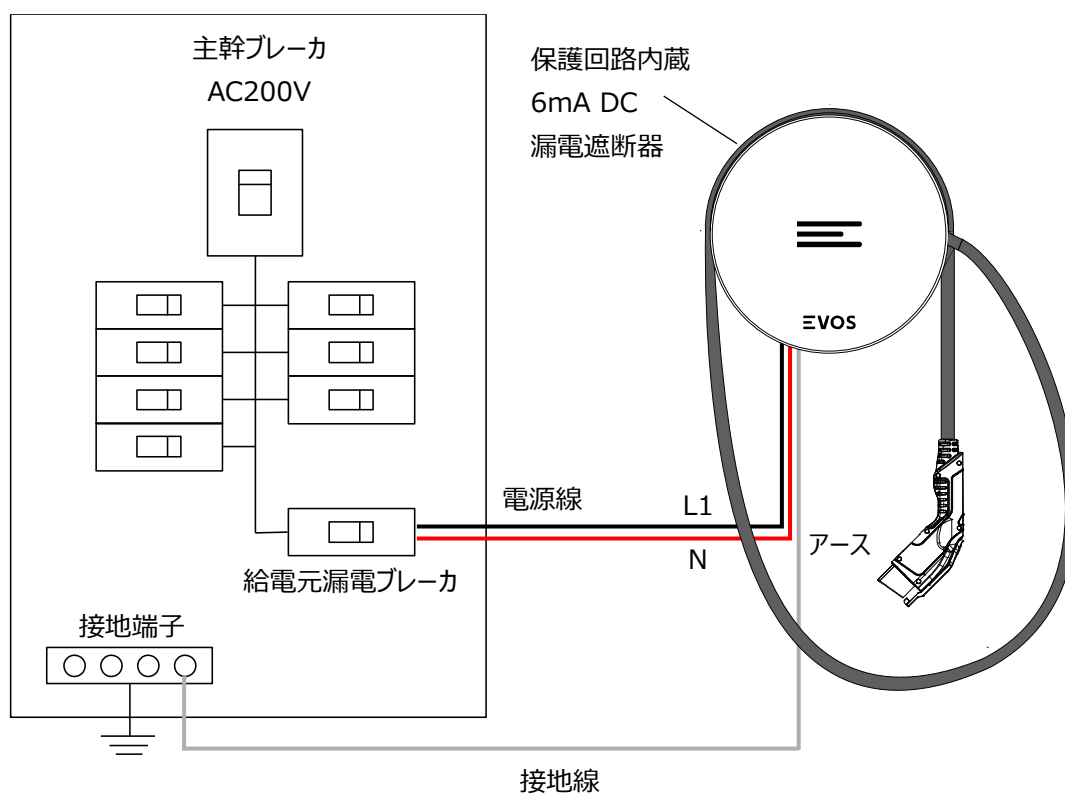 主幹ブレーカ
AC200V
保護回路内蔵
6mA DC
漏電遮断器
EVOS
電源線
L1
N
アース
給電元漏電ブレーカ
接地端子
接地線